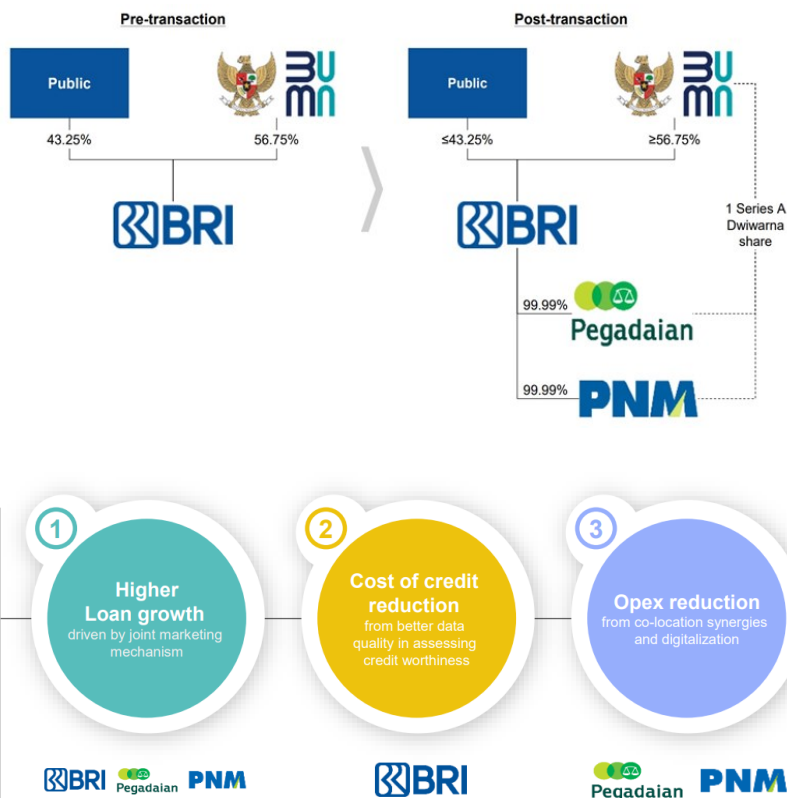 Pre-transaction
Post-transaction
Public
BUMN
Public
BUMN
43.25%
56.75%
≤43.25%
≥56.75%
BRI
BRI
1 Series A
Dwiwarna
share
99.99%
Pegadaian
99.99%
PNM
1
2
3
Higher
Loan growth
driven by joint marketing
mechanism
Cost of credit
reduction
from better data
quality in assessing
credit worthiness
Opex reduction
from co-location synergies
and digitalization
BRI Pegadaian PNM
BRI
Pegadaian PNM